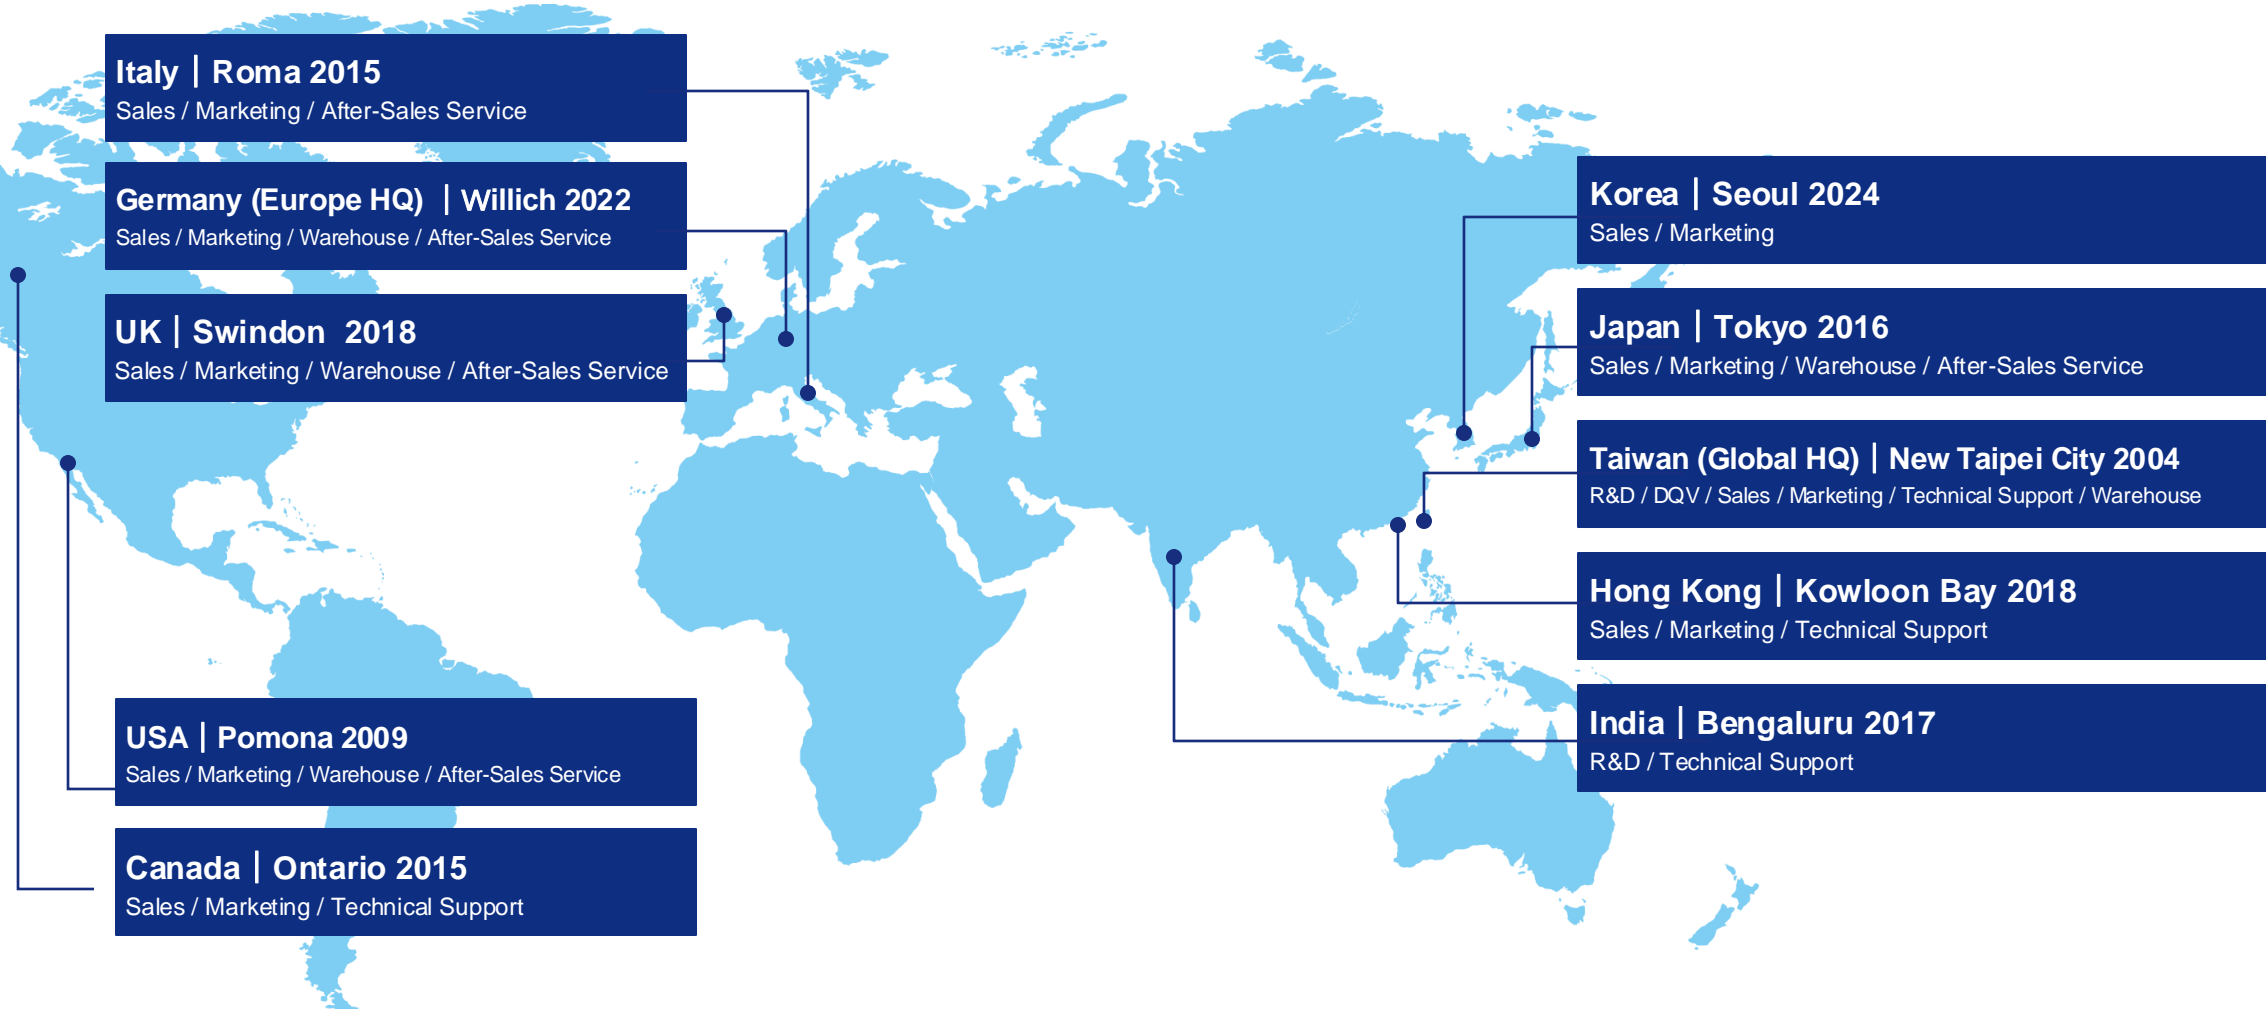 Italy｜Roma 2015
Sales / Marketing / After-Sales Service
Germany (Europe HQ) ｜Willich 2022
Sales / Marketing / Warehouse / After-Sales Service
UK｜Swindon 2018
Sales / Marketing / Warehouse / After-Sales Service
USA｜Pomona 2009
Sales / Marketing / Warehouse / After-Sales Service
Canada｜Ontario 2015
Sales / Marketing / Technical Support
Korea｜Seoul 2024
Sales / Marketing
Japan｜Tokyo 2016
Sales / Marketing / Warehouse / After-Sales Service
Taiwan (Global HQ)｜New Taipei City 2004
R&D / DQV / Sales / Marketing / Technical Support / Warehouse
Hong Kong｜Kowloon Bay 2018
Sales / Marketing / Technical Support
India｜Bengaluru 2017
R&D / Technical Support